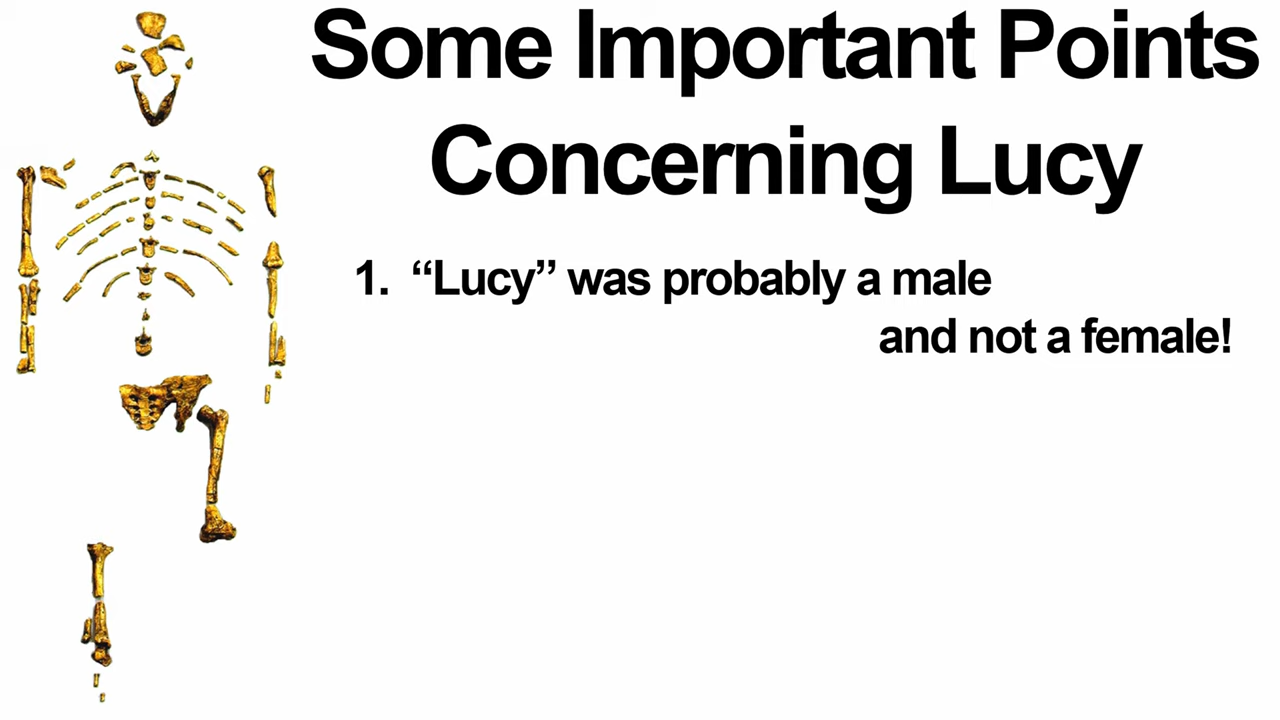 Some Important Points
Concerning Lucy
1. “Lucy” was probably a male
and not a female!